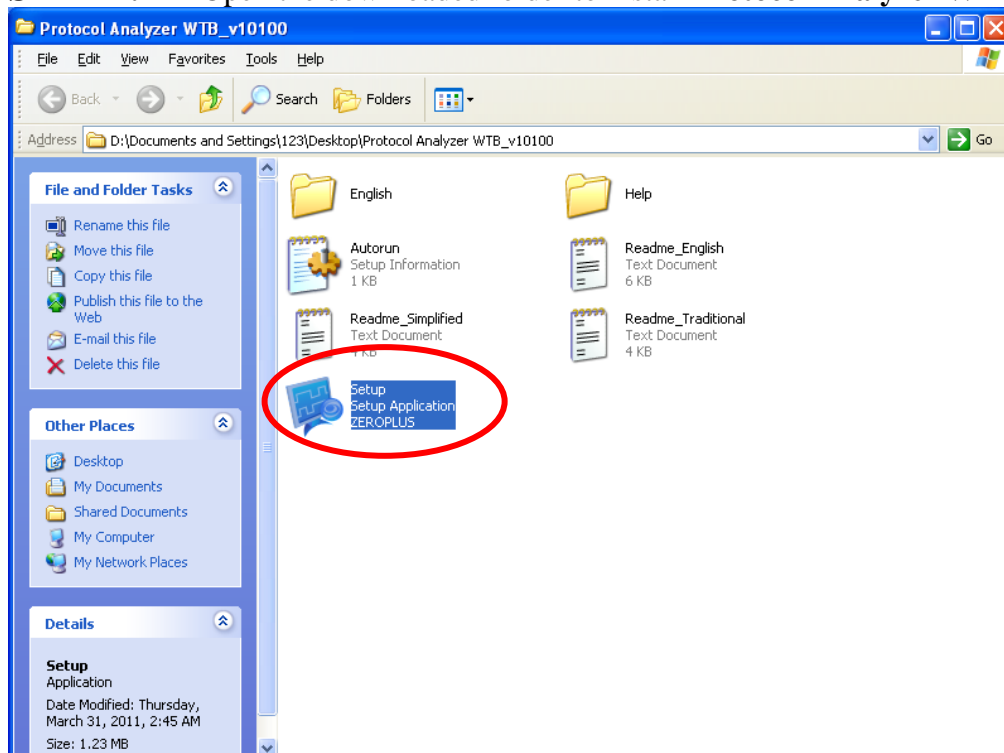 Protocol Analyzer WTB_v10100
File Edit View Favorites Tools Help
Back Search Folders
Address D:\Documents and Settings\123\Desktop\Protocol Analyzer WTB_v10100 Go
File and Folder Tasks
Rename this file
Move this file
Copy this file
Publish this file to the
Web
E-mail this file
Delete this file
Other Places
Desktop
My Documents
Shared Documents
My Computer
My Network Places
Details
Setup
Application
Date Modified: Thursday,
March 31, 2011, 2:45 AM
Size: 1.23 MB
English
Help
Autorun
Setup Information
1 KB
Readme_English
Text Document
6 KB
Readme_Simplified
Text Document
KB
Readme_Traditional
Text Document
4 KB
Setup
Setup Application
ZEROPLUS